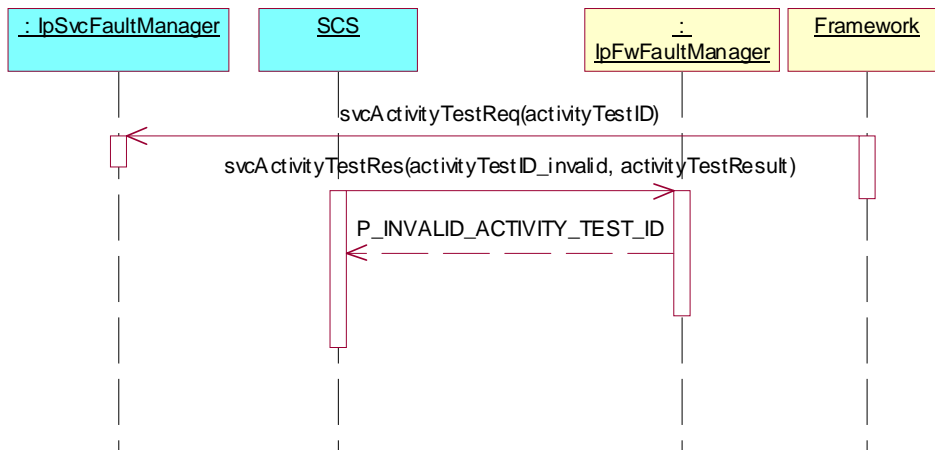 : IpSvcFaultManager
SCS
:
IpFwFaultManager
Framework
svcActivityTestReq(activityTestID)
svcActivityTestRes(activityTestID_invalid, activityTestResult)
P_INVALID_ACTIVITY_TEST_ID